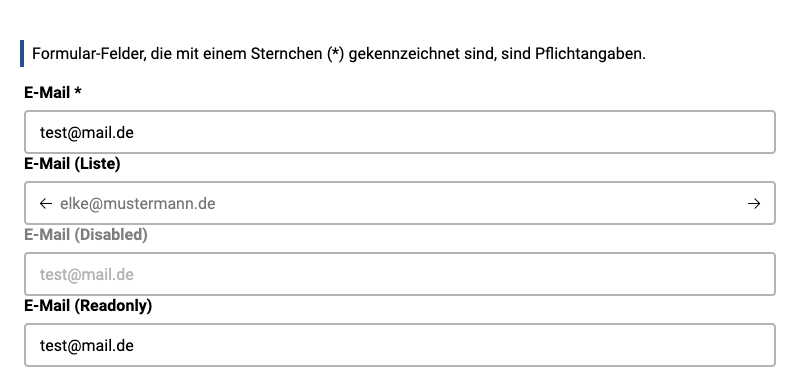 Formular-Felder, die mit einem Sternchen (*) gekennzeichnet sind, sind Pflichtangaben.
E-Mail *
test@mail.de
E-Mail (Liste)
← elke@mustermann.de →
E-Mail (Disabled)
test@mail.de
E-Mail (Readonly)
test@mail.de